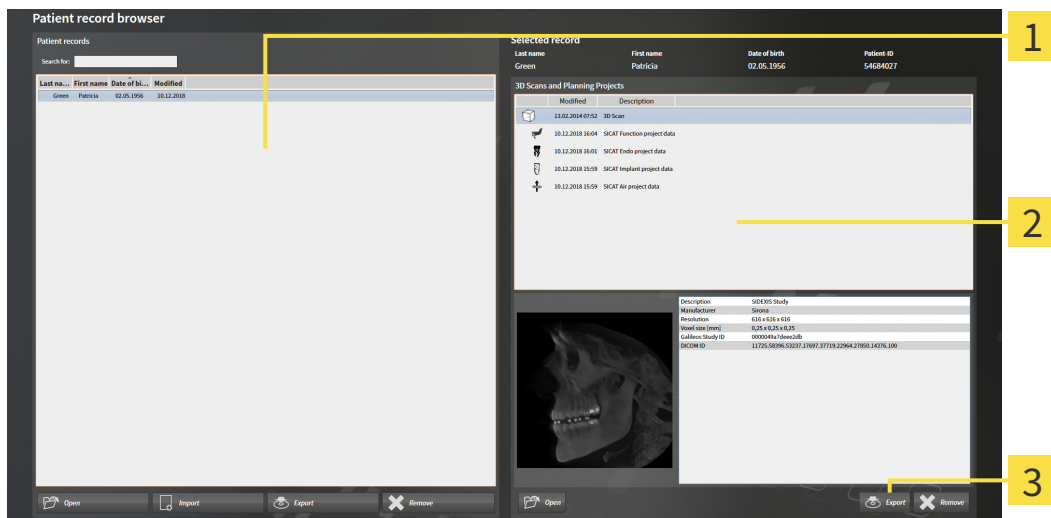 Patient record browser
Patient records
Search for:
Last na... First name Date of bi... Modified
Green Patricia 02.05.1956 10.12.2018
Open Import Export Remove
Selected record
Last name First name Date of birth Patient-ID
Green Patricia 02.05.1956 54684027
3D Scans and Planning Projects
Modified Description
13.02.2014 07:52 3D Scan
10.12.2018 16:04 SICAT Function project data
10.12.2018 16:01 SICAT Endo project data
10.12.2018 15:59 SICAT Implant project data
10.12.2018 15:59 SICAT Air project data
Description SIDEXIS Study
Manufacturer Sirona
Resolution 616 x 616 x 616
Voxel size [mm] 0,25 x 0,25 x 0,25
Galileos Study ID 0000049a7deee2db
DICOM ID 11725.58396.53237.17697.37719.22964.27850.14376.100
Open Export Remove
1
2
3